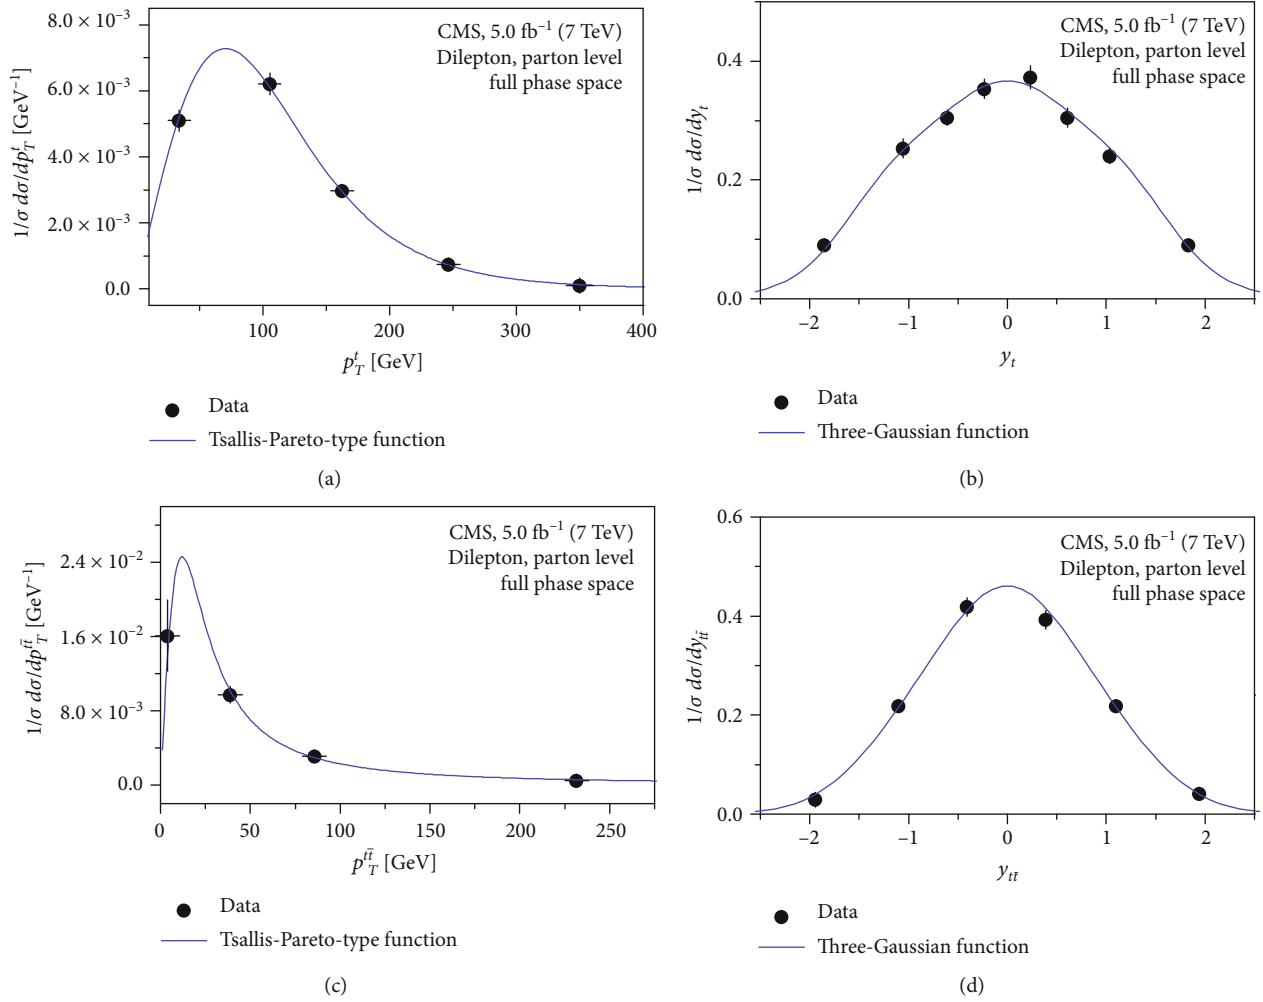 8.0 × 10⁻³
6.0 × 10⁻³
4.0 × 10⁻³
2.0 × 10⁻³
0.0
1/σ dσ/dp_T^t [GeV⁻¹]
CMS, 5.0 fb⁻¹ (7 TeV)
Dilepton, parton level
full phase space
100 200 300 400
p_T^t [GeV]
Data
Tsallis-Pareto-type function
(a)
0.4
0.2
0.0
1/σ dσ/dy_t
CMS, 5.0 fb⁻¹ (7 TeV)
Dilepton, parton level
full phase space
–2 –1 0 1 2
y_t
Data
Three-Gaussian function
(b)
2.4 × 10⁻²
1.6 × 10⁻²
8.0 × 10⁻³
0.0
1/σ dσ/dp_T^{tt̄} [GeV⁻¹]
CMS, 5.0 fb⁻¹ (7 TeV)
Dilepton, parton level
full phase space
0 50 100 150 200 250
p_T^{tt̄} [GeV]
Data
Tsallis-Pareto-type function
(c)
0.6
0.4
0.2
0.0
1/σ dσ/dy_{tt̄}
CMS, 5.0 fb⁻¹ (7 TeV)
Dilepton, parton level
full phase space
–2 –1 0 1 2
y_{tt̄}
Data
Three-Gaussian function
(d)